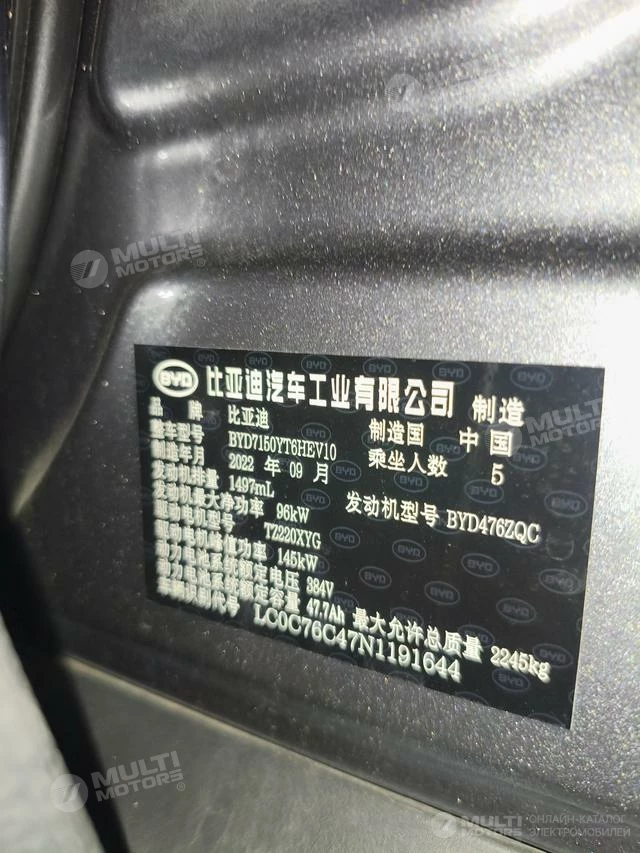 BYD 比亚迪汽车工业有限公司 制造
品牌 比亚迪 制造国 中国
整车型号 BYD7150YT6HEV10 乘坐人数 5
制造年月 2022 年 09 月
发动机排量 1497mL 发动机型号 BYD476ZQC
发动机最大净功率 96kW
驱动电机型号 TZ220XYG
驱动电机峰值功率 145kW
动力电池系统额定电压 384V
动力电池系统额定容量 47.7Ah 最大允许总质量 2245kg
车辆识别代号 LC0C76C47N1191644
MULTI MOTORS
MULTI MOTORS
MULTI MOTORS ОНЛАЙН-КАТАЛОГ ЭЛЕКТРОМОБИЛЕЙ